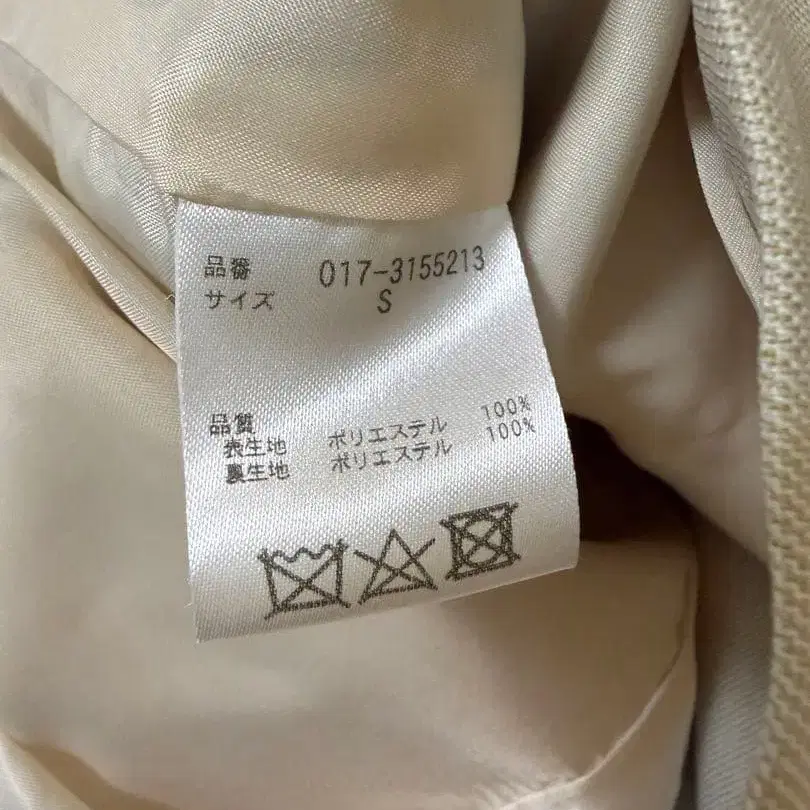 品番 017-3155213
サイズ S
品質
表生地 ポリエステル 100%
裏生地 ポリエステル 100%